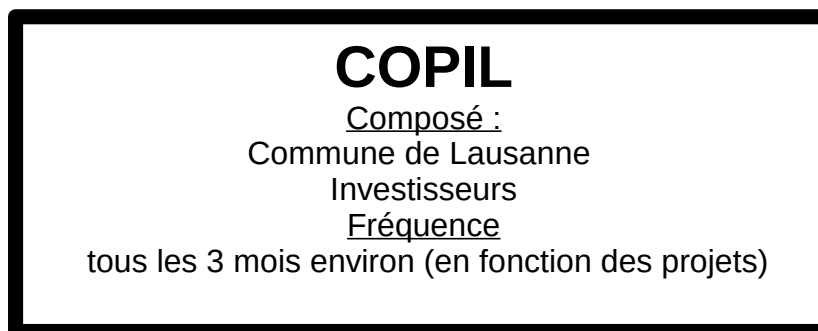 COPIL
Composé :
Commune de Lausanne
Investisseurs
Fréquence
tous les 3 mois environ (en fonction des projets)